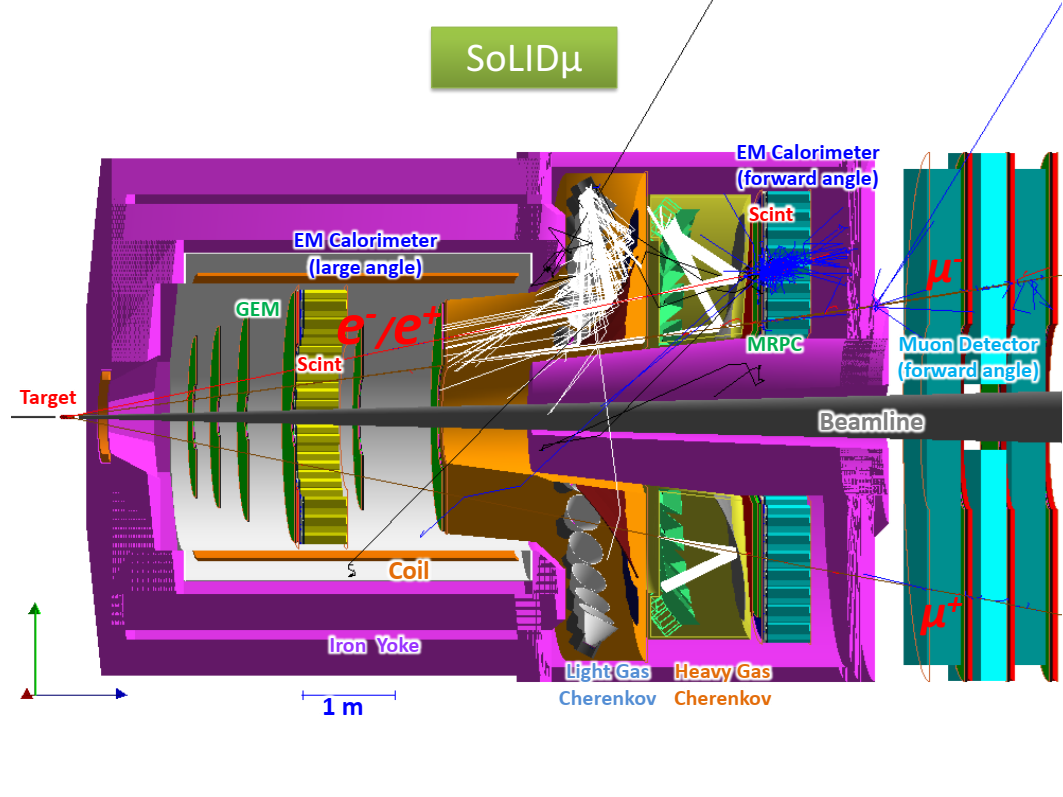 SoLIDμ
EM Calorimeter
(forward angle)
Scint
EM Calorimeter
(large angle)
GEM
e-/e+
μ-
Scint
MRPC
Muon Detector
(forward angle)
Target
Beamline
Coil
μ+
Iron Yoke
Light Gas
Cherenkov
Heavy Gas
Cherenkov
1 m